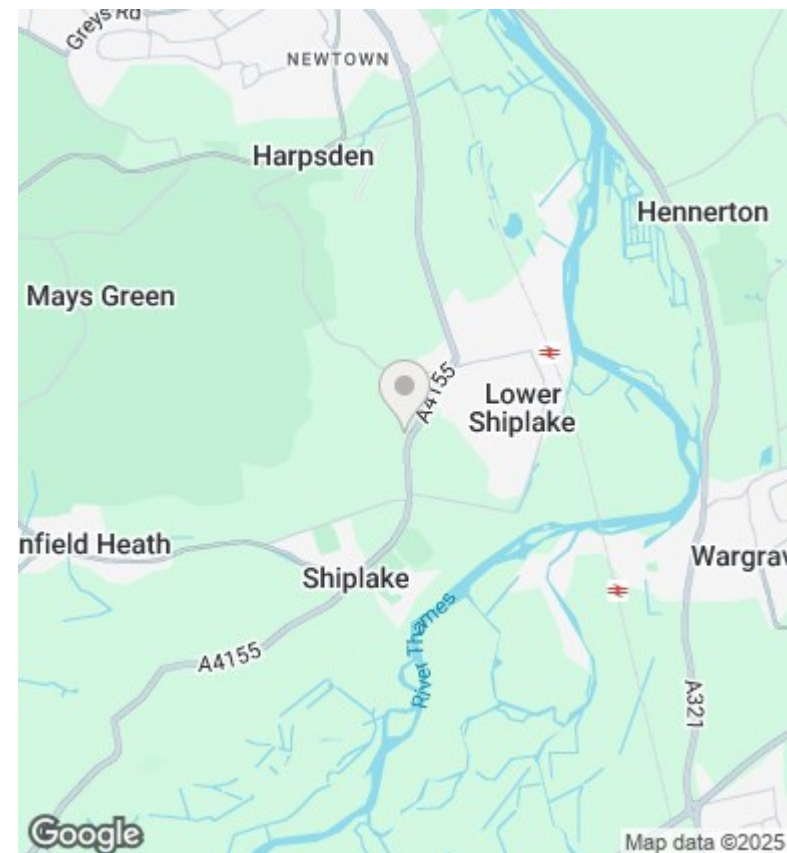 Greys Rd
NEWTOWN
Harpsden
Hennerton
Mays Green
A4155
Lower
Shiplake
nfield Heath
Wargrav
Shiplake
River Thames
A4155
A321
Google
Map data ©2025